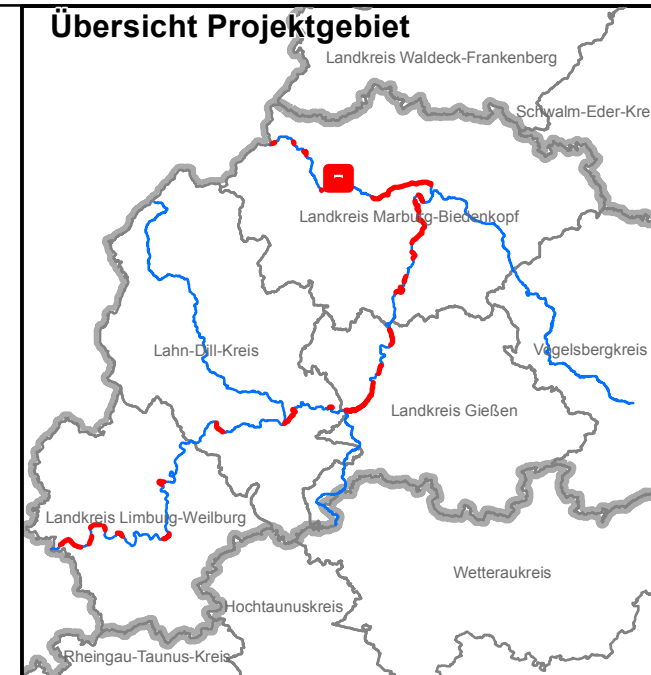 Übersicht Projektgebiet
Landkreis Waldeck-Frankenberg
Schwalm-Eder-Kre
Landkreis Marburg-Biedenkopf
Lahn-Dill-Kreis
Vogelsbergkreis
Landkreis Gießen
Landkreis Limburg-Weilburg
Wetteraukreis
Hochtaunuskreis
Rheingau-Taunus-Kreis